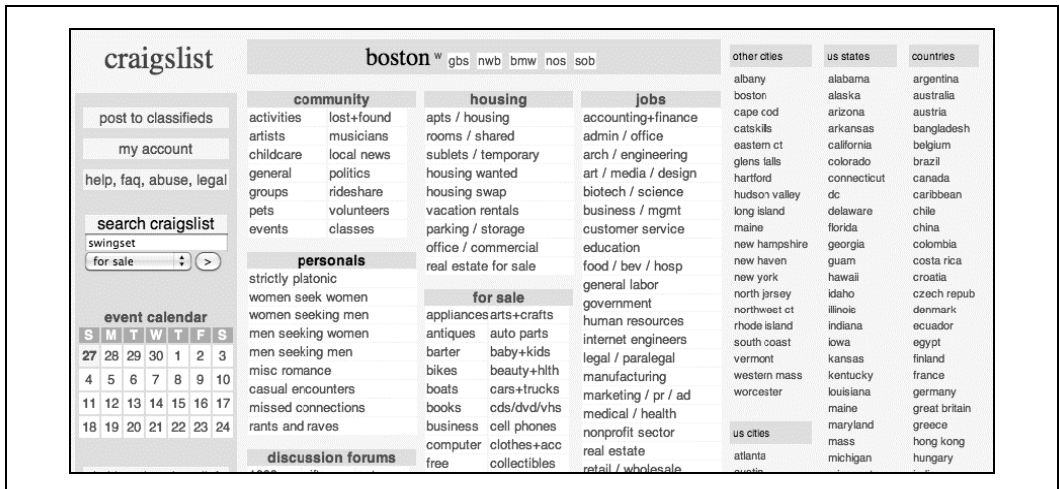 craigslist
post to classifieds
my account
help, faq, abuse, legal
search craigslist
swingset
for sale
>
event calendar
S M T W T F S
27 28 29 30 1 2 3
4 5 6 7 8 9 10
11 12 13 14 15 16 17
18 19 20 21 22 23 24
boston w gbs nwb bmw nos sob
community
activities lost+found
artists musicians
childcare local news
general politics
groups rideshare
pets volunteers
events classes
personals
strictly platonic
women seek women
women seeking men
men seeking women
men seeking men
misc romance
casual encounters
missed connections
rants and raves
discussion forums
housing
apts / housing
rooms / shared
sublets / temporary
housing wanted
housing swap
vacation rentals
parking / storage
office / commercial
real estate for sale
for sale
appliances arts+crafts
antiques auto parts
barter baby+kids
bikes beauty+hlth
boats cars+trucks
books cds/dvd/vhs
business cell phones
computer clothes+acc
free collectibles
jobs
accounting+finance
admin / office
arch / engineering
art / media / design
biotech / science
business / mgmt
customer service
education
food / bev / hosp
general labor
government
human resources
internet engineers
legal / paralegal
manufacturing
marketing / pr / ad
medical / health
nonprofit sector
real estate
retail / wholesale
other cities
albany
boston
cape cod
catskills
eastern ct
glens falls
hartford
hudson valley
long island
maine
new hampshire
new haven
new york
north jersey
northwest ct
rhode island
south coast
vermont
western mass
worcester
us cities
atlanta
austin
us states
alabama
alaska
arizona
arkansas
california
colorado
connecticut
dc
delaware
florida
georgia
guam
hawaii
idaho
illinois
indiana
iowa
kansas
kentucky
louisiana
maine
maryland
mass
michigan
countries
argentina
australia
austria
bangladesh
belgium
brazil
canada
caribbean
chile
china
colombia
costa rica
croatia
czech repub
denmark
ecuador
egypt
finland
france
germany
great britain
greece
hong kong
hungary